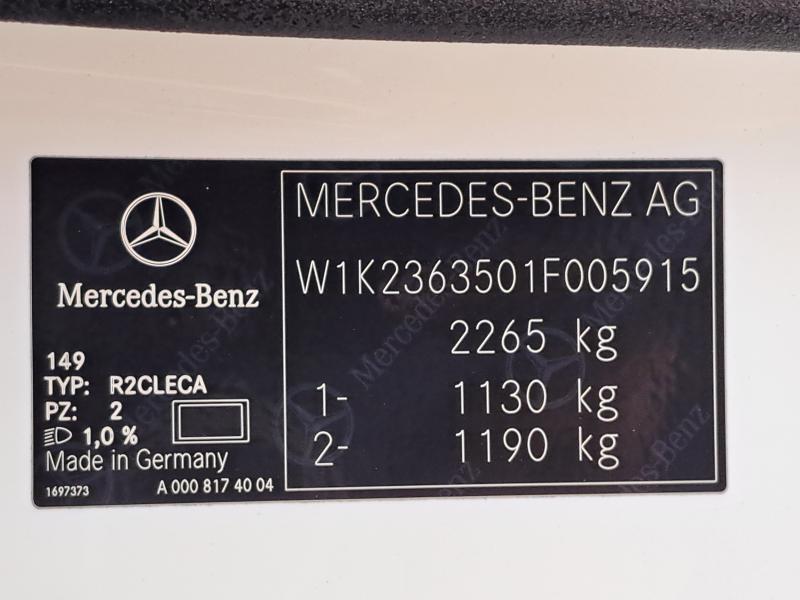 Mercedes-Benz
149
TYP: R2CLECA
PZ: 2
1,0 %
Made in Germany
1697373 A 000 817 40 04
MERCEDES-BENZ AG
W1K2363501F005915
2265 kg
1- 1130 kg
2- 1190 kg